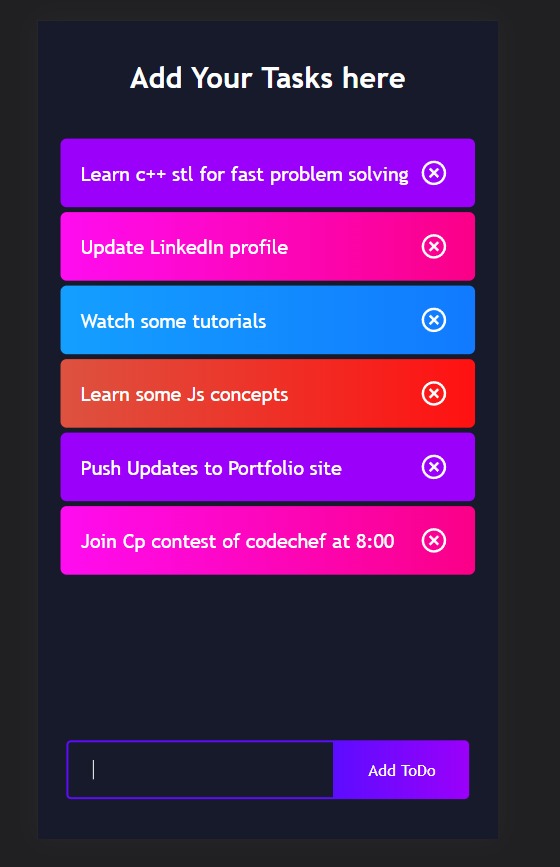 Add Your Tasks here
Learn c++ stl for fast problem solving
Update LinkedIn profile
Watch some tutorials
Learn some Js concepts
Push Updates to Portfolio site
Join Cp contest of codechef at 8:00
Add ToDo